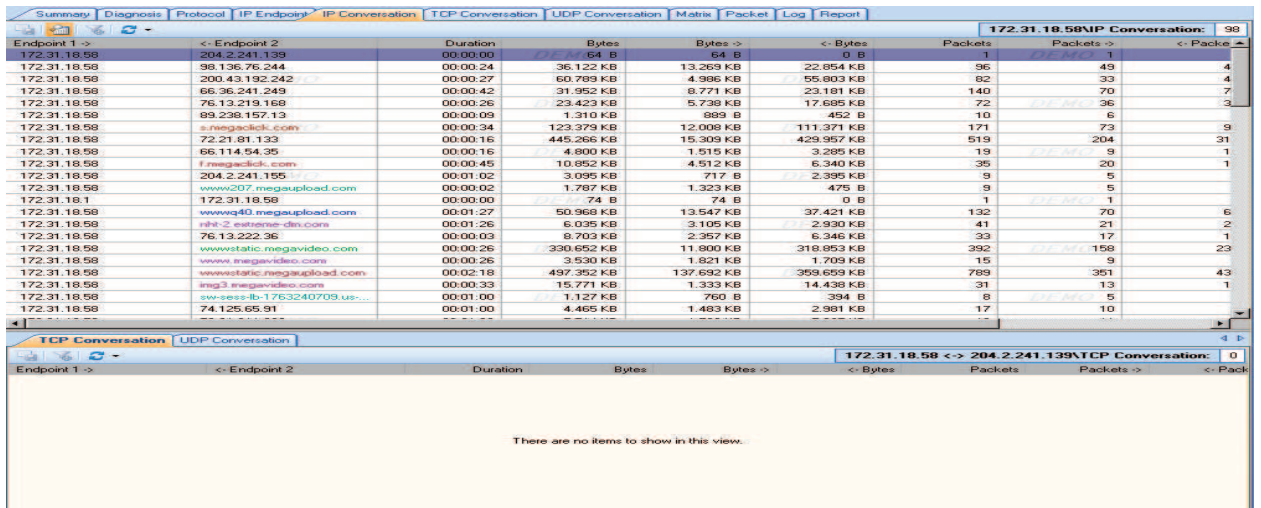 Summary Diagnosis Protocol IP Endpoint IP Conversation TCP Conversation UDP Conversation Matrix Packet Log Report
172.31.18.58\IP Conversation: 98
Endpoint 1 -> <- Endpoint 2 Duration Bytes Bytes -> <- Bytes Packets Packets -> <- Packe
172.31.18.58 204.2.241.139 00:00:00 64 B 64 B 0 B 1 1
172.31.18.58 98.136.76.244 00:00:24 36.122 KB 13.269 KB 22.854 KB 96 49 4
172.31.18.58 200.43.192.242 00:00:27 60.789 KB 4.986 KB 55.803 KB 82 33 4
172.31.18.58 66.36.241.249 00:00:42 31.952 KB 8.771 KB 23.181 KB 140 70 7
172.31.18.58 76.13.219.168 00:00:26 23.423 KB 5.738 KB 17.685 KB 72 36 3
172.31.18.58 89.238.157.13 00:00:09 1.310 KB 889 B 452 B 10 6
172.31.18.58 s.megaclick.com 00:00:34 123.379 KB 12.008 KB 111.371 KB 171 73 9
172.31.18.58 72.21.81.133 00:00:16 445.266 KB 15.309 KB 429.957 KB 519 204 31
172.31.18.58 66.114.54.35 00:00:16 4.800 KB 1.515 KB 3.285 KB 19 9 1
172.31.18.58 f.megaclick.com 00:00:45 10.852 KB 4.512 KB 6.340 KB 35 20 1
172.31.18.58 204.2.241.155 00:01:02 3.095 KB 717 B 2.395 KB 9 5
172.31.18.58 www207.megaupload.com 00:00:02 1.787 KB 1.323 KB 475 B 9 5
172.31.18.1 172.31.18.58 00:00:00 74 B 74 B 0 B 1 1
172.31.18.58 wwwq40.megaupload.com 00:01:27 50.968 KB 13.547 KB 37.421 KB 132 70 6
172.31.18.58 nht-2.extreme-dm.com 00:01:26 6.035 KB 3.105 KB 2.930 KB 41 21 2
172.31.18.58 76.13.222.36 00:00:03 8.703 KB 2.357 KB 6.346 KB 33 17 1
172.31.18.58 wwwstatic.megavideo.com 00:00:26 330.652 KB 11.800 KB 318.853 KB 392 158 23
172.31.18.58 www.megavideo.com 00:00:26 3.530 KB 1.821 KB 1.709 KB 15 9
172.31.18.58 wwwstatic.megaupload.com 00:02:18 497.352 KB 137.692 KB 359.659 KB 789 351 43
172.31.18.58 img3.megavideo.com 00:00:33 15.771 KB 1.333 KB 14.438 KB 31 13 1
172.31.18.58 sw-sess-lb-1763240709.us-... 00:01:00 1.127 KB 760 B 394 B 8 5
172.31.18.58 74.125.65.91 00:01:00 4.465 KB 1.483 KB 2.981 KB 17 10
TCP Conversation UDP Conversation
172.31.18.58 <-> 204.2.241.139\TCP Conversation: 0
Endpoint 1 -> <- Endpoint 2 Duration Bytes Bytes -> <- Bytes Packets Packets -> <- Pack
There are no items to show in this view.